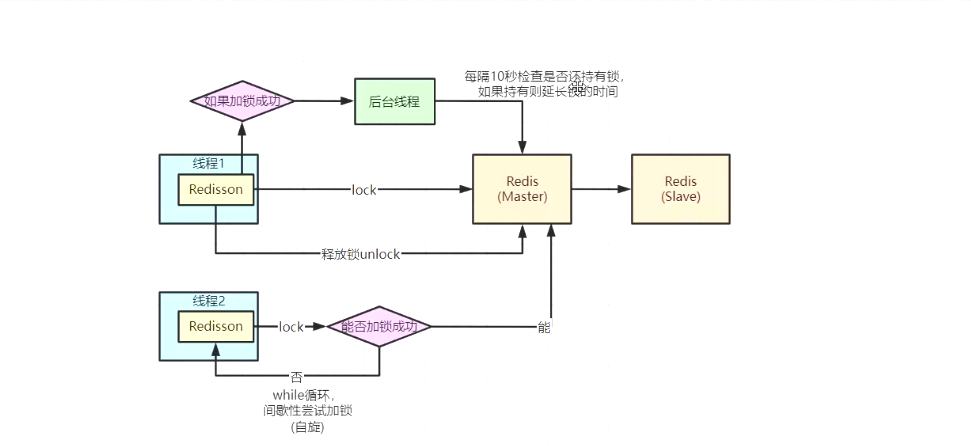 每隔10秒检查是否还持有锁，
如果持有则延长锁的时间
如果加锁成功
后台线程
线程1
Redisson
lock
Redis
(Master)
Redis
(Slave)
释放锁unlock
线程2
Redisson
lock
能否加锁成功
能
否
while循环，
间歇性尝试加锁
(自旋)